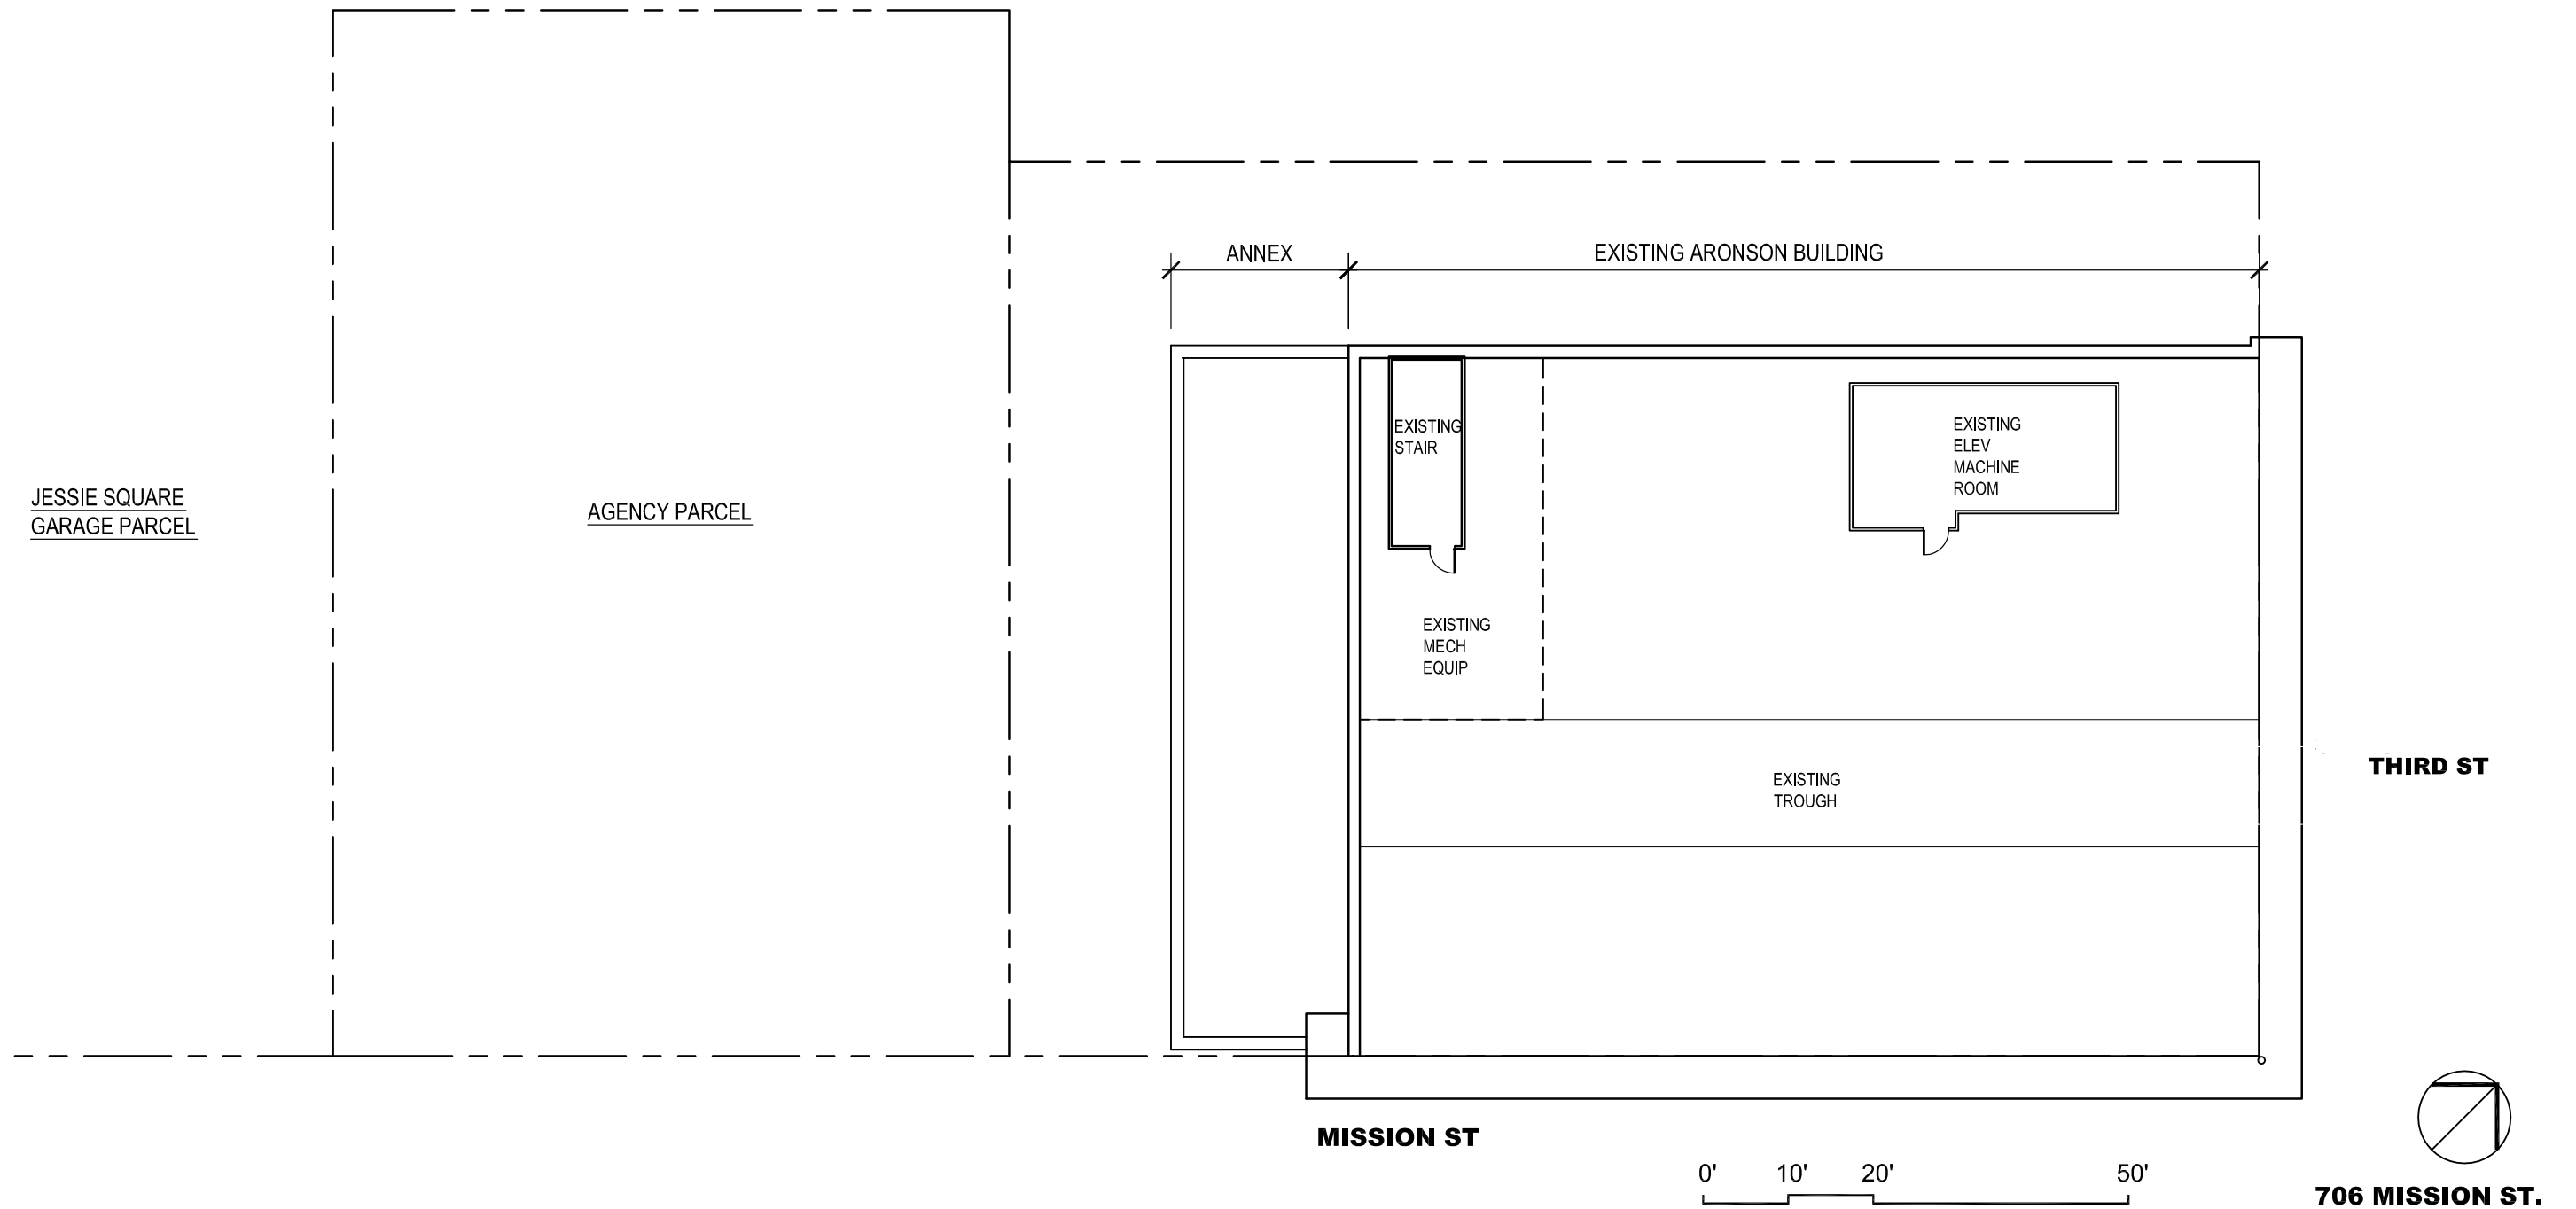 ANNEX
EXISTING ARONSON BUILDING
EXISTING
STAIR
EXISTING
ELEV
MACHINE
ROOM
JESSIE SQUARE
GARAGE PARCEL
AGENCY PARCEL
EXISTING
MECH
EQUIP
EXISTING
TROUGH
THIRD ST
MISSION ST
0' 10' 20' 50'
706 MISSION ST.